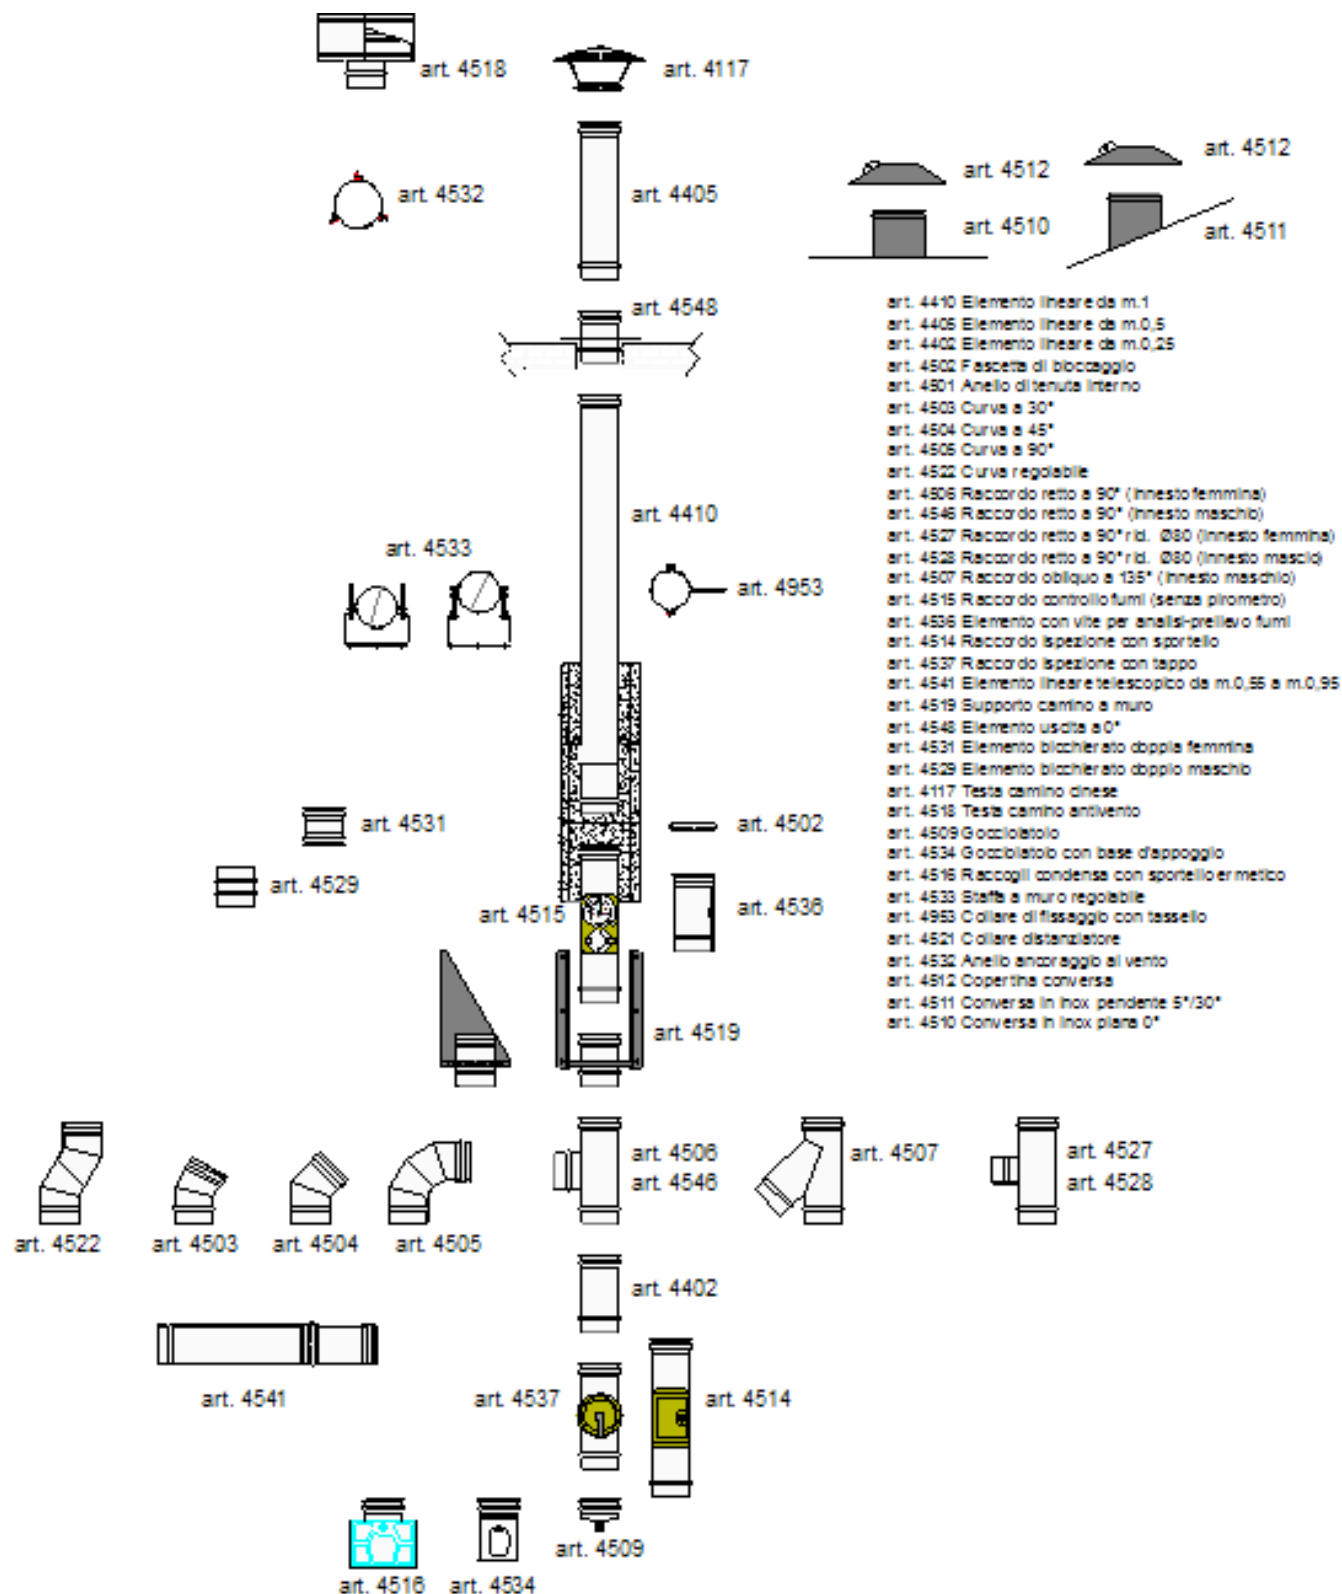 art. 4518
art. 4117
art. 4532
art. 4405
art. 4512
art. 4512
art. 4510
art. 4511
art. 4548
art. 4410 Elemento lineare da m.1
art. 4405 Elemento lineare da m.0,5
art. 4402 Elemento lineare da m.0,25
art. 4502 Fascetta di bloccaggio
art. 4501 Anello di tenuta interno
art. 4503 Curva a 30°
art. 4504 Curva a 45°
art. 4505 Curva a 90°
art. 4522 Curva regolabile
art. 4506 Raccordo retto a 90° (innesto femmina)
art. 4546 Raccordo retto a 90° (innesto maschio)
art. 4527 Raccordo retto a 90° rid. Ø80 (innesto femmina)
art. 4528 Raccordo retto a 90° rid. Ø80 (innesto mascio)
art. 4507 Raccordo obliquo a 135° (innesto maschio)
art. 4515 Raccordo controllo fumi (senza pirometro)
art. 4536 Elemento con vite per analisi-prelievo fumi
art. 4514 Raccordo ispezione con sportello
art. 4537 Raccordo ispezione con tappo
art. 4541 Elemento lineare telescopico da m.0,55 a m.0,95
art. 4519 Supporto camino a muro
art. 4548 Elemento uscita a 0°
art. 4531 Elemento bicchierato doppia femmina
art. 4529 Elemento bicchierato doppio maschio
art. 4117 Testa camino cinese
art. 4518 Testa camino antivento
art. 4509 Gocciolatoio
art. 4534 Gocciolatoio con base d'appoggio
art. 4516 Raccogli condensa con sportello ermetico
art. 4533 Staffa a muro regolabile
art. 4953 Collare di fissaggio con tassello
art. 4521 Collare distanziatore
art. 4532 Anello ancoraggio al vento
art. 4512 Copertina conversa
art. 4511 Conversa in inox pendente 5°/30°
art. 4510 Conversa in inox piana 0°
art. 4410
art. 4533
art. 4953
art. 4531
art. 4502
art. 4529
art. 4515
art. 4536
art. 4519
art. 4506
art. 4546
art. 4507
art. 4527
art. 4528
art. 4522
art. 4503
art. 4504
art. 4505
art. 4402
art. 4541
art. 4537
art. 4514
art. 4509
art. 4516
art. 4534